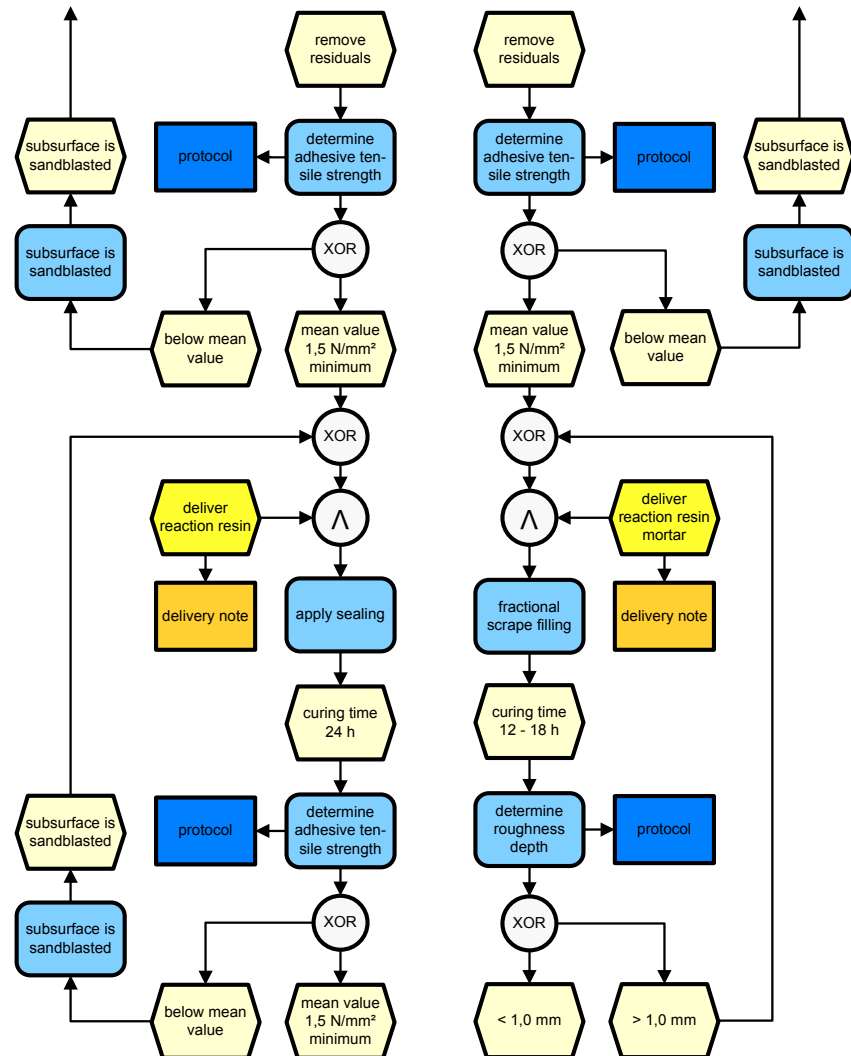 remove
residuals
remove
residuals
subsurface is
sandblasted
protocol
determine
adhesive ten-
sile strength
determine
adhesive ten-
sile strength
protocol
subsurface is
sandblasted
subsurface is
sandblasted
XOR
XOR
subsurface is
sandblasted
below mean
value
mean value
1,5 N/mm²
minimum
mean value
1,5 N/mm²
minimum
below mean
value
XOR
XOR
deliver
reaction resin
Λ
Λ
deliver
reaction resin
mortar
delivery note
apply sealing
fractional
scrape filling
delivery note
curing time
24 h
curing time
12 - 18 h
subsurface is
sandblasted
protocol
determine
adhesive ten-
sile strength
determine
roughness
depth
protocol
subsurface is
sandblasted
XOR
XOR
below mean
value
mean value
1,5 N/mm²
minimum
< 1,0 mm
> 1,0 mm